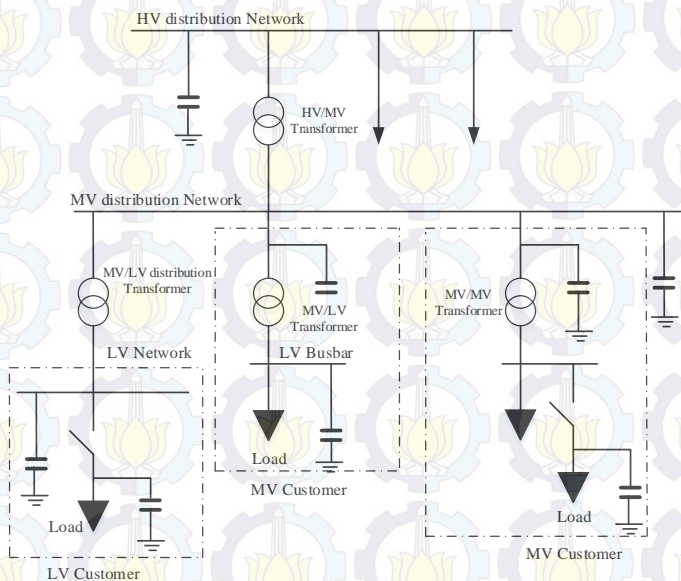 HV distribution Network
HV/MV
Transformer
MV distribution Network
MV/LV distribution
Transformer
MV/LV
Transformer
MV/MV
Transformer
LV Network
LV Busbar
Load
MV Customer
Load
LV Customer
Load
MV Customer